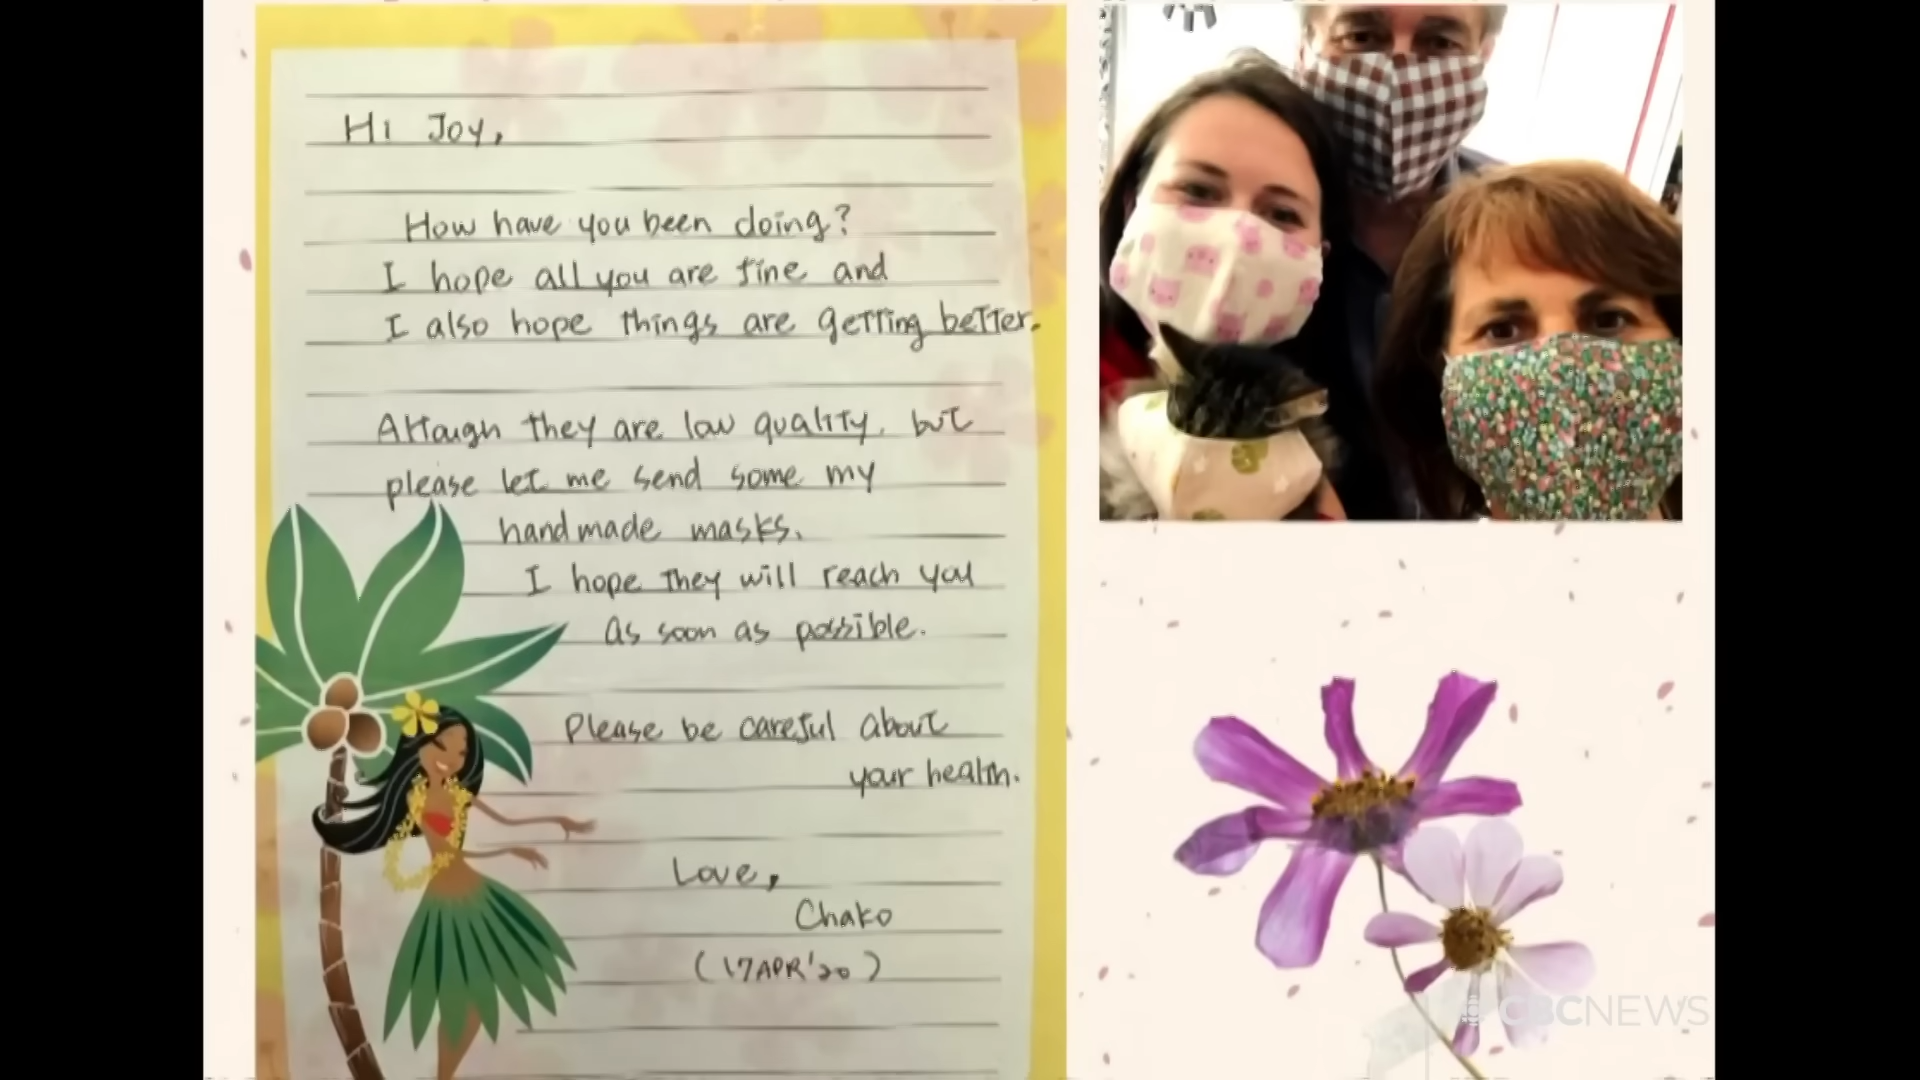 Hi Joy,
How have you been doing?
I hope all you are fine and
I also hope things are getting better.
Altaugh they are low quality, but
please let me send some my
handmade masks.
I hope they will reach you
as soon as possible.
Please be careful about
your health.
Love,
Chako
(17APR'20)
CBCNEWS